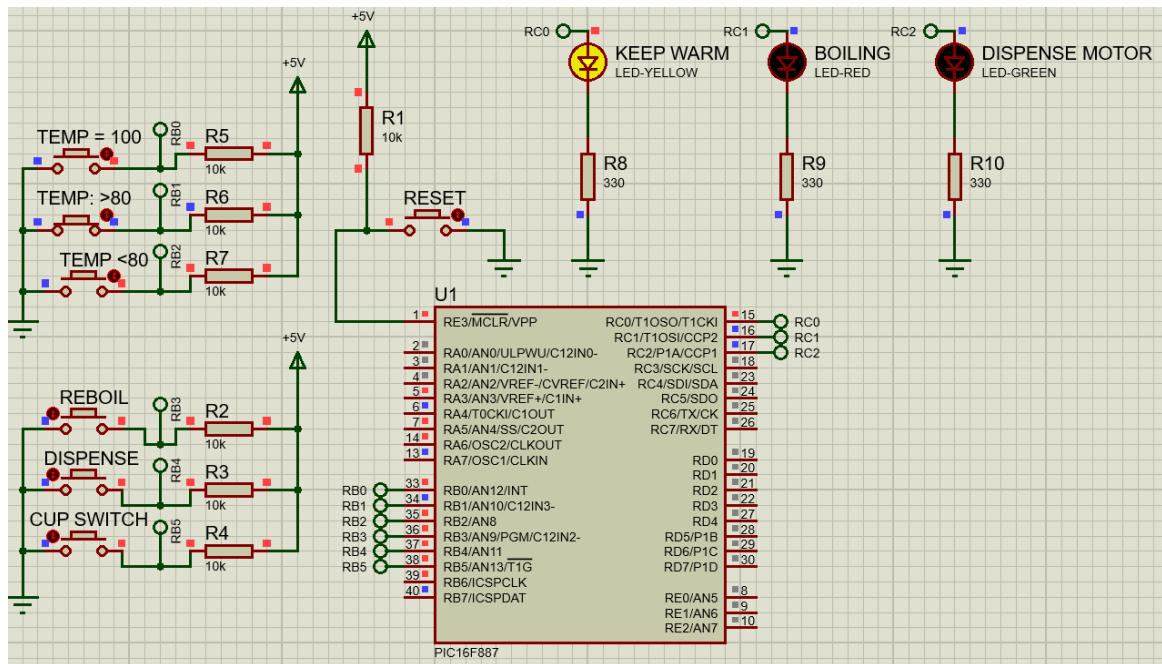 +5V
+5V
RC0
KEEP WARM
LED-YELLOW
RC1
BOILING
LED-RED
RC2
DISPENSE MOTOR
LED-GREEN
R1
10k
TEMP = 100
RB0
R5
10k
TEMP: >80
RB1
R6
10k
TEMP <80
RB2
R7
10k
RESET
R8
330
R9
330
R10
330
+5V
REBOIL
RB3
R2
10k
DISPENSE
RB4
R3
10k
CUP SWITCH
RB5
R4
10k
U1
1 RE3/MCLR/VPP
2 RA0/AN0/ULPWU/C12IN0-
3 RA1/AN1/C12IN1-
4 RA2/AN2/VREF-/CVREF/C2IN+
5 RA3/AN3/VREF+/C1IN+
6 RA4/T0CKI/C1OUT
7 RA5/AN4/SS/C2OUT
14 RA6/OSC2/CLKOUT
13 RA7/OSC1/CLKIN
RB0 33 RB0/AN12/INT
RB1 34 RB1/AN10/C12IN3-
RB2 35 RB2/AN8
RB3 36 RB3/AN9/PGM/C12IN2-
RB4 37 RB4/AN11
RB5 38 RB5/AN13/T1G
39 RB6/ICSPCLK
40 RB7/ICSPDAT
RC0/T1OSO/T1CKI 15 RC0
RC1/T1OSI/CCP2 16 RC1
RC2/P1A/CCP1 17 RC2
RC3/SCK/SCL 18
RC4/SDI/SDA 23
RC5/SDO 24
RC6/TX/CK 25
RC7/RX/DT 26
RD0 19
RD1 20
RD2 21
RD3 22
RD4 27
RD5/P1B 28
RD6/P1C 29
RD7/P1D 30
RE0/AN5 8
RE1/AN6 9
RE2/AN7 10
PIC16F887